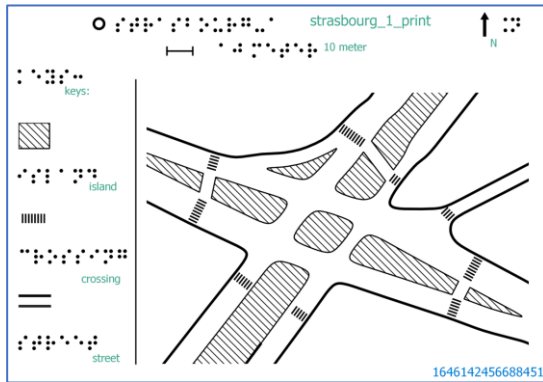 strasbourg_1_print
N
10 meter
keys:
island
crossing
street
1646142456688451